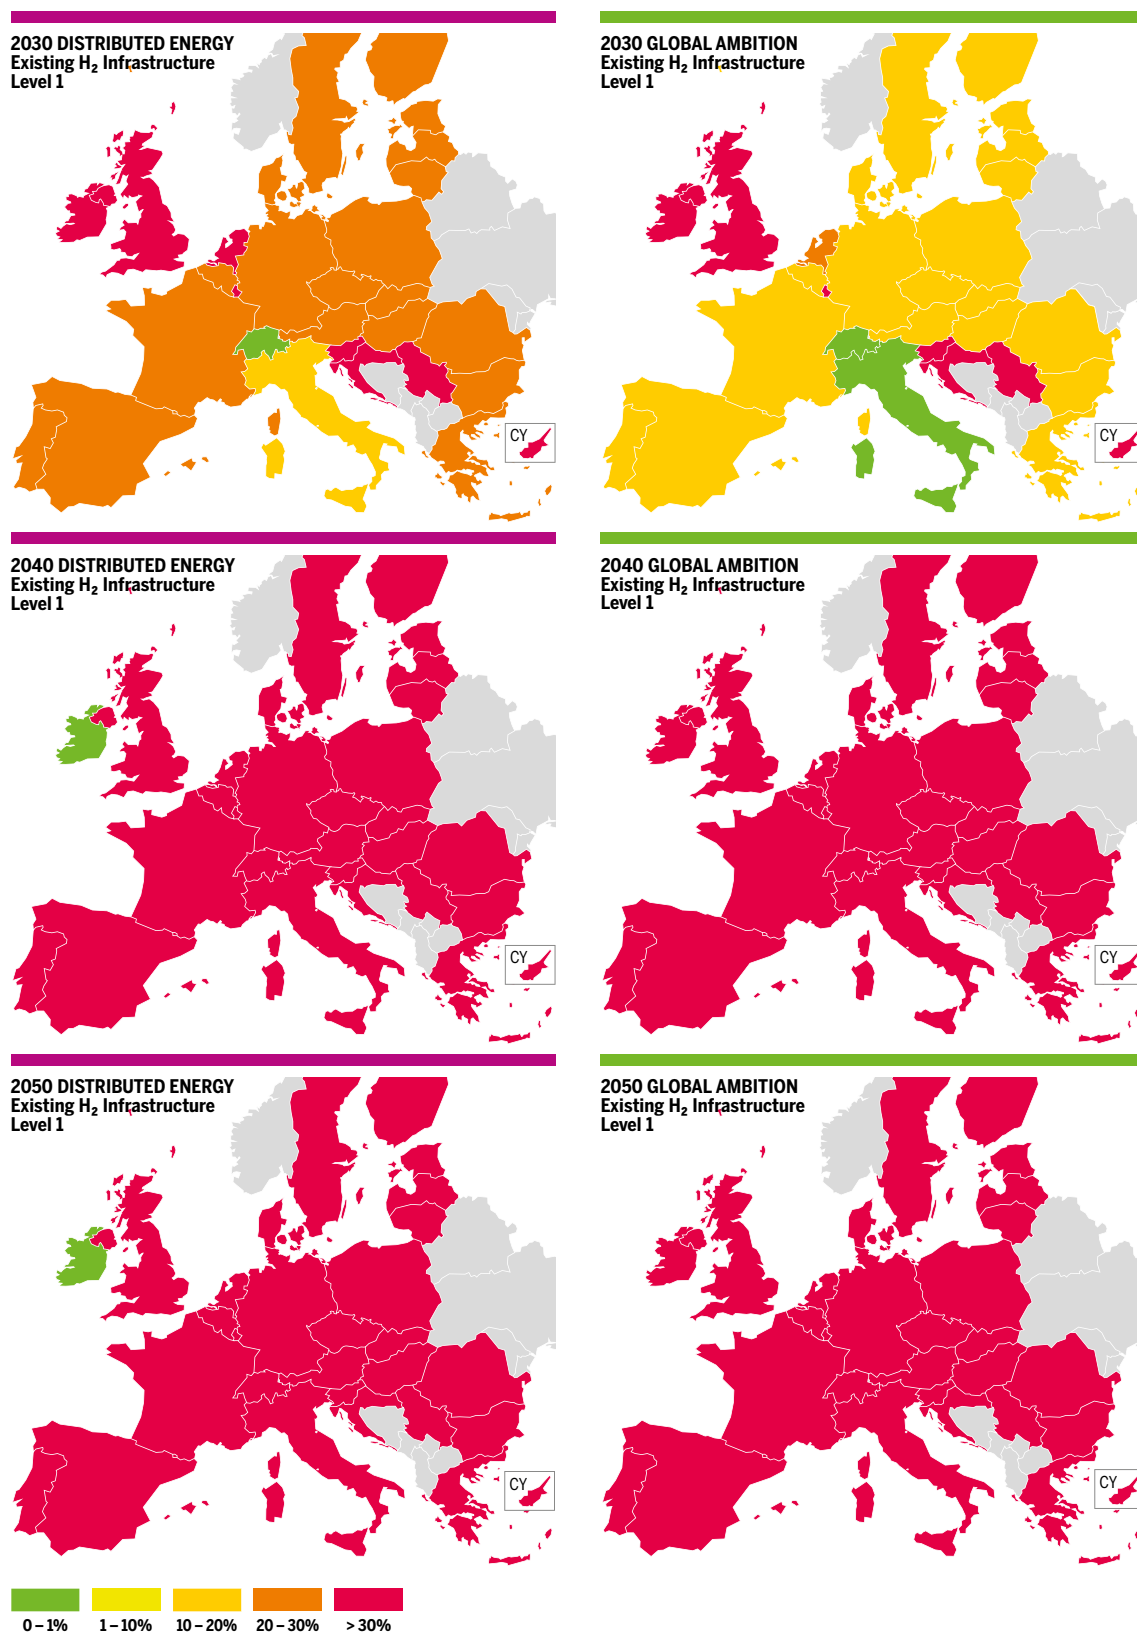 2030 DISTRIBUTED ENERGY
Existing H₂ Infrastructure
Level 1
CY
2030 GLOBAL AMBITION
Existing H₂ Infrastructure
Level 1
CY
2040 DISTRIBUTED ENERGY
Existing H₂ Infrastructure
Level 1
CY
2040 GLOBAL AMBITION
Existing H₂ Infrastructure
Level 1
CY
2050 DISTRIBUTED ENERGY
Existing H₂ Infrastructure
Level 1
CY
2050 GLOBAL AMBITION
Existing H₂ Infrastructure
Level 1
CY
0 – 1% 1 – 10% 10 – 20% 20 – 30% > 30%